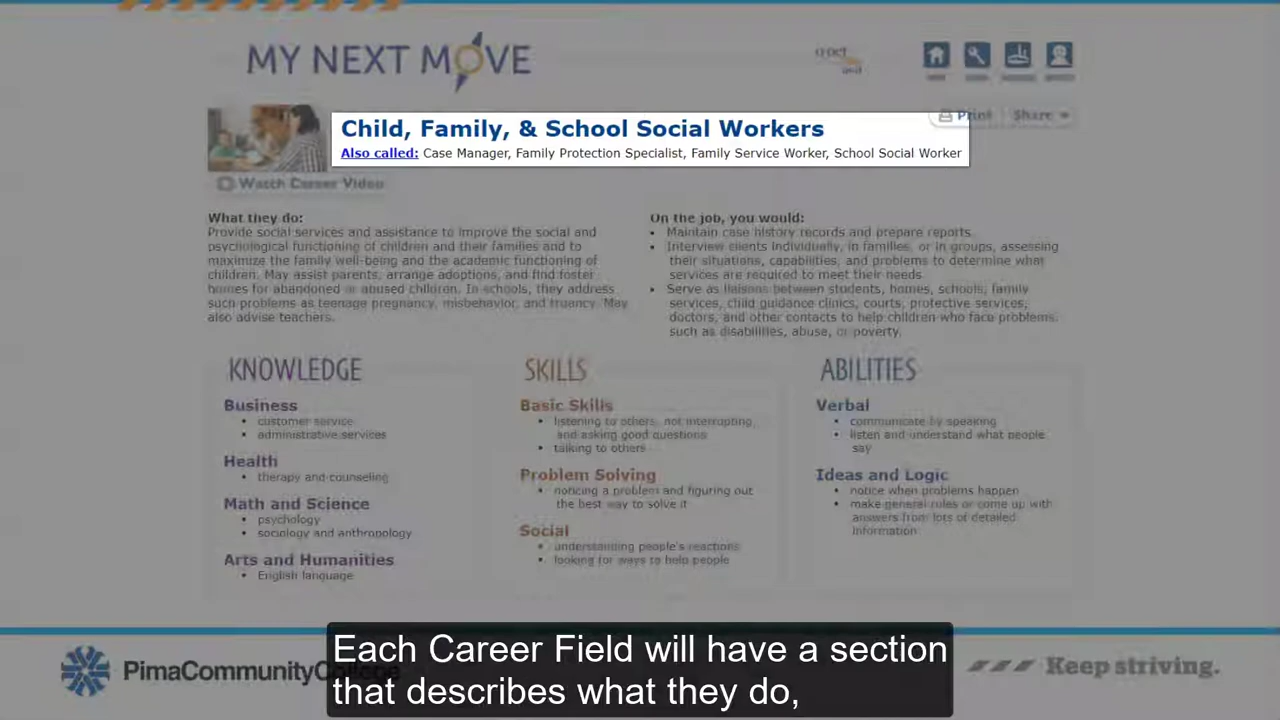 MY NEXT MOVE
Print Share
Child, Family, & School Social Workers
Also called: Case Manager, Family Protection Specialist, Family Service Worker, School Social Worker
Watch Career Video
What they do:
Provide social services and assistance to improve the social and
psychological functioning of children and their families and to
maximize the family well-being and the academic functioning of
children. May assist parents, arrange adoptions, and find foster
homes for abandoned or abused children. In schools, they address
such problems as teenage pregnancy, misbehavior, and truancy. May
also advise teachers.
On the job, you would:
• Maintain case history records and prepare reports.
• Interview clients individually, in families, or in groups, assessing
their situations, capabilities, and problems to determine what
services are required to meet their needs.
• Serve as liaisons between students, homes, schools, family
services, child guidance clinics, courts, protective services,
doctors, and other contacts to help children who face problems,
such as disabilities, abuse, or poverty.
KNOWLEDGE
Business
• customer service
• administrative services
Health
• therapy and counseling
Math and Science
• psychology
• sociology and anthropology
Arts and Humanities
• English language
SKILLS
Basic Skills
• listening to others, not interrupting,
and asking good questions
• talking to others
Problem Solving
• noticing a problem and figuring out
the best way to solve it
Social
• understanding people's reactions
• looking for ways to help people
ABILITIES
Verbal
• communicate by speaking
• listen and understand what people
say
Ideas and Logic
• notice when problems happen
• make general rules or come up with
answers from lots of detailed
information
Each Career Field will have a section
that describes what they do,
PimaCommunityCollege
Keep striving.